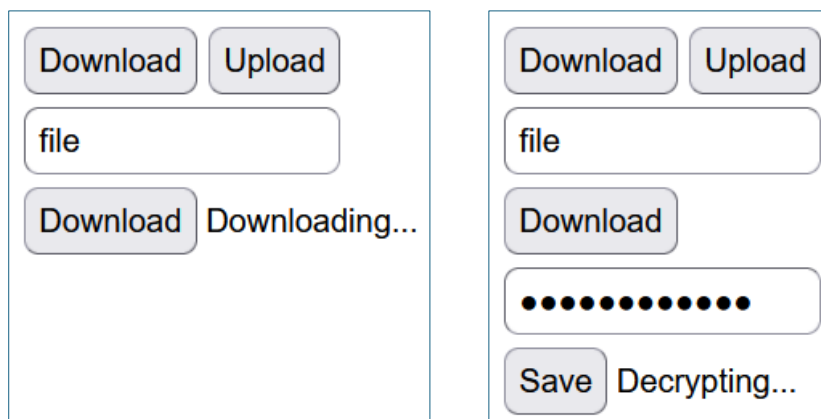 Download Upload
file
Download Downloading...
Download Upload
file
Download
●●●●●●●●●●●●
Save Decrypting...